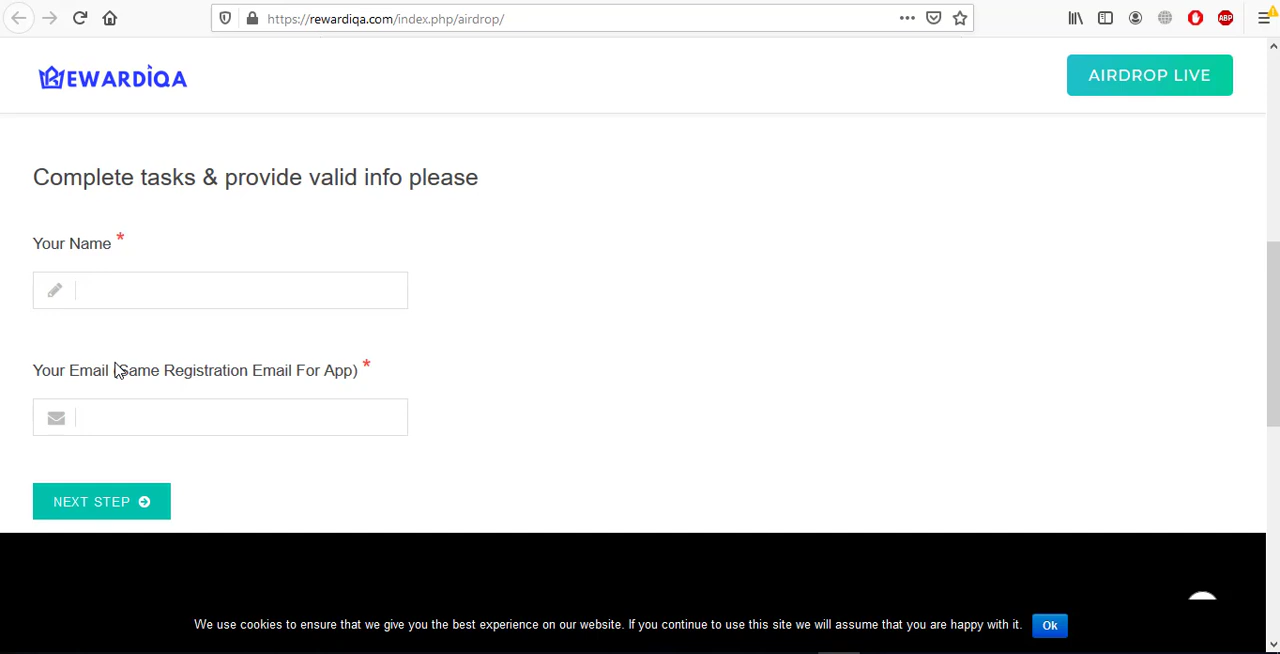 https://rewardiqa.com/index.php/airdrop/
ABP
REWARDIQA
AIRDROP LIVE
Complete tasks & provide valid info please
Your Name *
Your Email (Same Registration Email For App) *
NEXT STEP
We use cookies to ensure that we give you the best experience on our website. If you continue to use this site we will assume that you are happy with it.
Ok